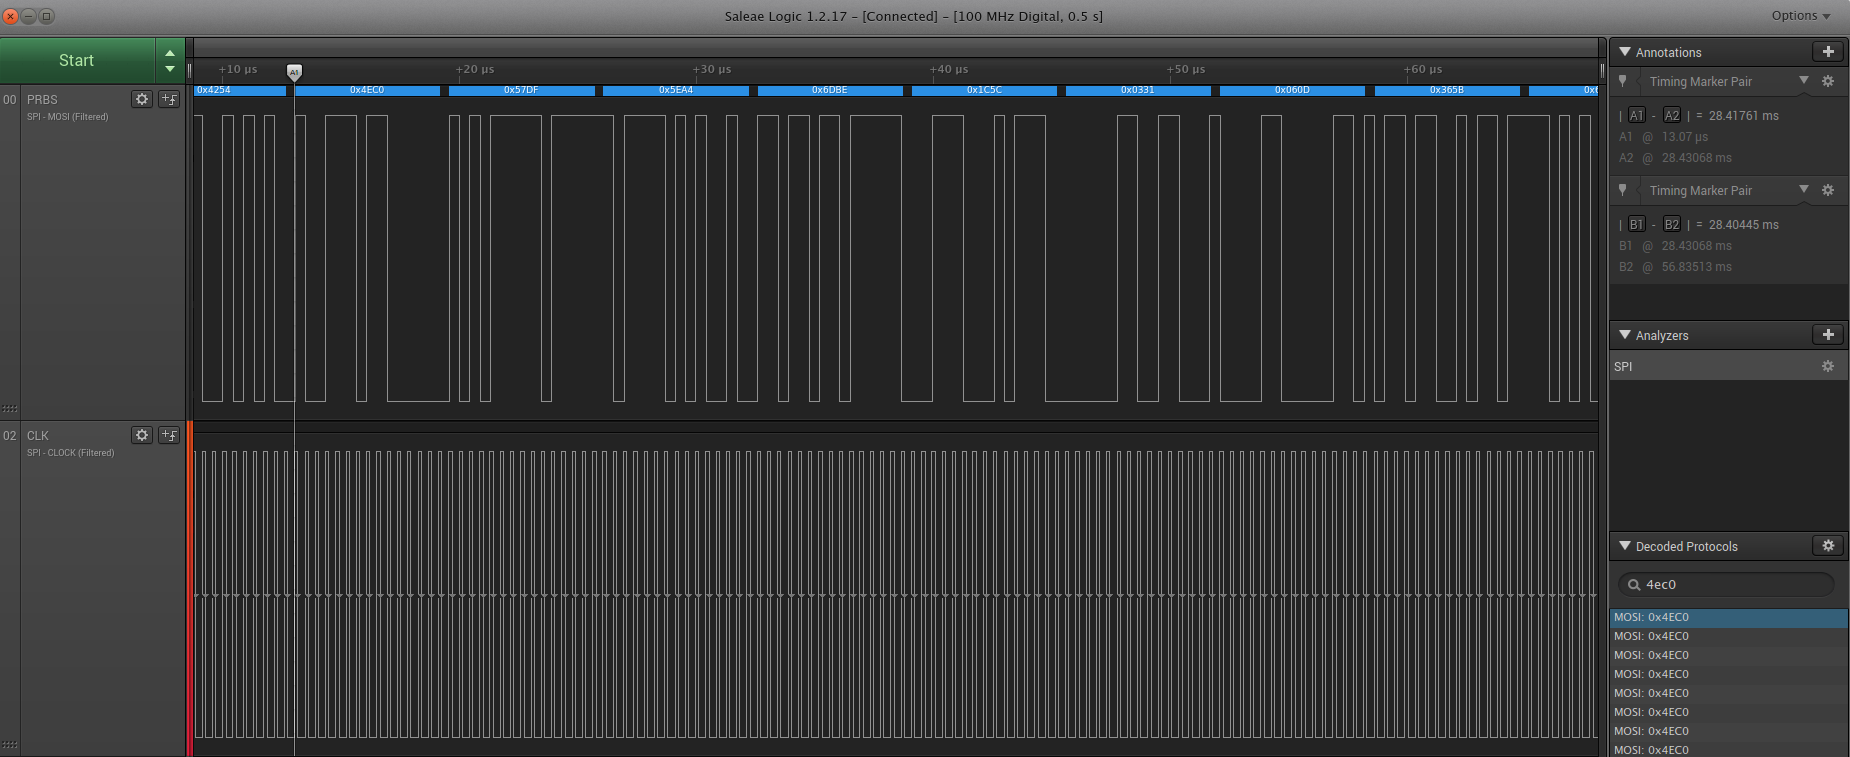 Saleae Logic 1.2.17 - [Connected] - [100 MHz Digital, 0.5 s]
Options
Start
+10 µs
+20 µs
+30 µs
+40 µs
+50 µs
+60 µs
A1
0x4254
0x4EC0
0x57DF
0x5EA4
0x6DBE
0x1C5C
0x0331
0x060D
0x365B
00 PRBS
SPI - MOSI (Filtered)
02 CLK
SPI - CLOCK (Filtered)
Annotations
Timing Marker Pair
| A1 - A2 | = 28.41761 ms
A1 @ 13.07 µs
A2 @ 28.43068 ms
Timing Marker Pair
| B1 - B2 | = 28.40445 ms
B1 @ 28.43068 ms
B2 @ 56.83513 ms
Analyzers
SPI
Decoded Protocols
4ec0
MOSI: 0x4EC0
MOSI: 0x4EC0
MOSI: 0x4EC0
MOSI: 0x4EC0
MOSI: 0x4EC0
MOSI: 0x4EC0
MOSI: 0x4EC0
MOSI: 0x4EC0